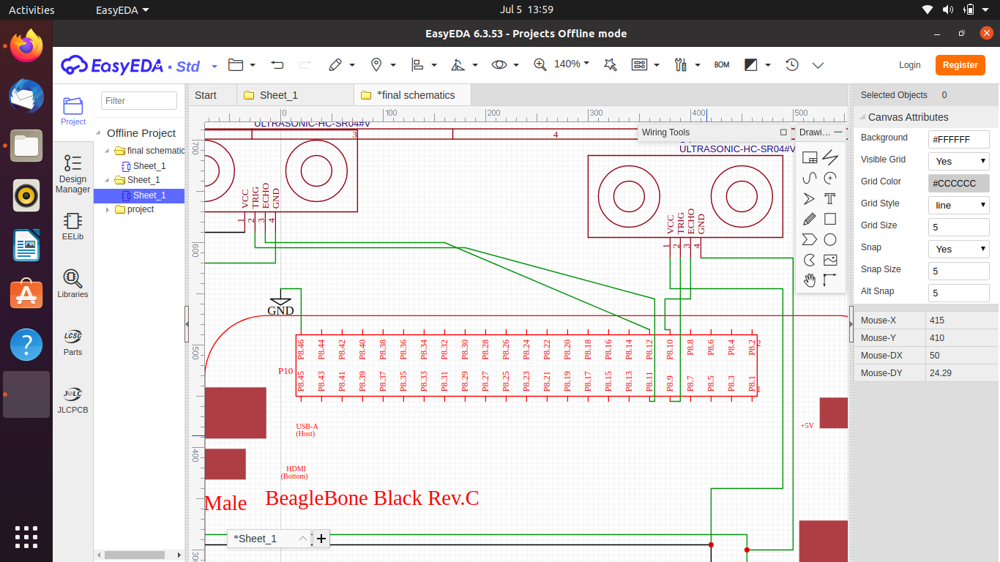 Activities
EasyEDA
Jul 5 13:59
EasyEDA 6.3.53 - Projects Offline mode
EasyEDA · Std
140%
BOM
Login
Register
Project
Design
Manager
EELib
Libraries
LCSC
Parts
JLCPCB
Filter
Offline Project
final schematic
Sheet_1
Sheet_1
Sheet_1
project
Start
Sheet_1
*final schematics
0
100
200
300
400
500
700
600
500
400
ULTRASONIC-HC-SR04#V
3
4
ULTRASONIC-HC-SR04#V
VCC
TRIG
ECHO
GND
1
2
3
4
VCC
TRIG
ECHO
GND
1
2
3
4
GND
P10
P8.46
P8.44
P8.42
P8.40
P8.38
P8.36
P8.34
P8.32
P8.30
P8.28
P8.26
P8.24
P8.22
P8.20
P8.18
P8.16
P8.14
P8.12
P8.10
P8.8
P8.6
P8.4
P8.2
2
P8.45
P8.43
P8.41
P8.39
P8.37
P8.35
P8.33
P8.31
P8.29
P8.27
P8.25
P8.23
P8.21
P8.19
P8.17
P8.15
P8.13
P8.11
P8.9
P8.7
P8.5
P8.3
P8.1
1
USB-A
(Host)
HDMI
(Bottom)
+5V
Male
BeagleBone Black Rev.C
*Sheet_1
Wiring Tools
Drawi...
Selected Objects 0
Canvas Attributes
Background #FFFFFF
Visible Grid Yes
Grid Color #CCCCCC
Grid Style line
Grid Size 5
Snap Yes
Snap Size 5
Alt Snap 5
Mouse-X 415
Mouse-Y 410
Mouse-DX 50
Mouse-DY 24.29